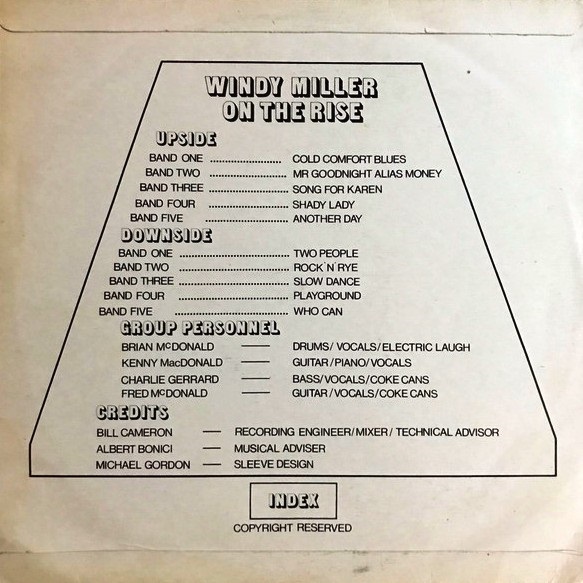 WINDY MILLER
ON THE RISE
UPSIDE
BAND ONE ........................ COLD COMFORT BLUES
BAND TWO ........................ MR GOODNIGHT ALIAS MONEY
BAND THREE ........................ SONG FOR KAREN
BAND FOUR ........................ SHADY LADY
BAND FIVE ........................ ANOTHER DAY
DOWNSIDE
BAND ONE ........................ TWO PEOPLE
BAND TWO ........................ ROCK 'N' RYE
BAND THREE ........................ SLOW DANCE
BAND FOUR ........................ PLAYGROUND
BAND FIVE ........................ WHO CAN
GROUP PERSONNEL
BRIAN McDONALD — DRUMS/VOCALS/ELECTRIC LAUGH
KENNY MacDONALD — GUITAR/PIANO/VOCALS
CHARLIE GERRARD — BASS/VOCALS/COKE CANS
FRED McDONALD — GUITAR/VOCALS/COKE CANS
CREDITS
BILL CAMERON — RECORDING ENGINEER/MIXER/TECHNICAL ADVISOR
ALBERT BONICI — MUSICAL ADVISER
MICHAEL GORDON — SLEEVE DESIGN
INDEX
COPYRIGHT RESERVED